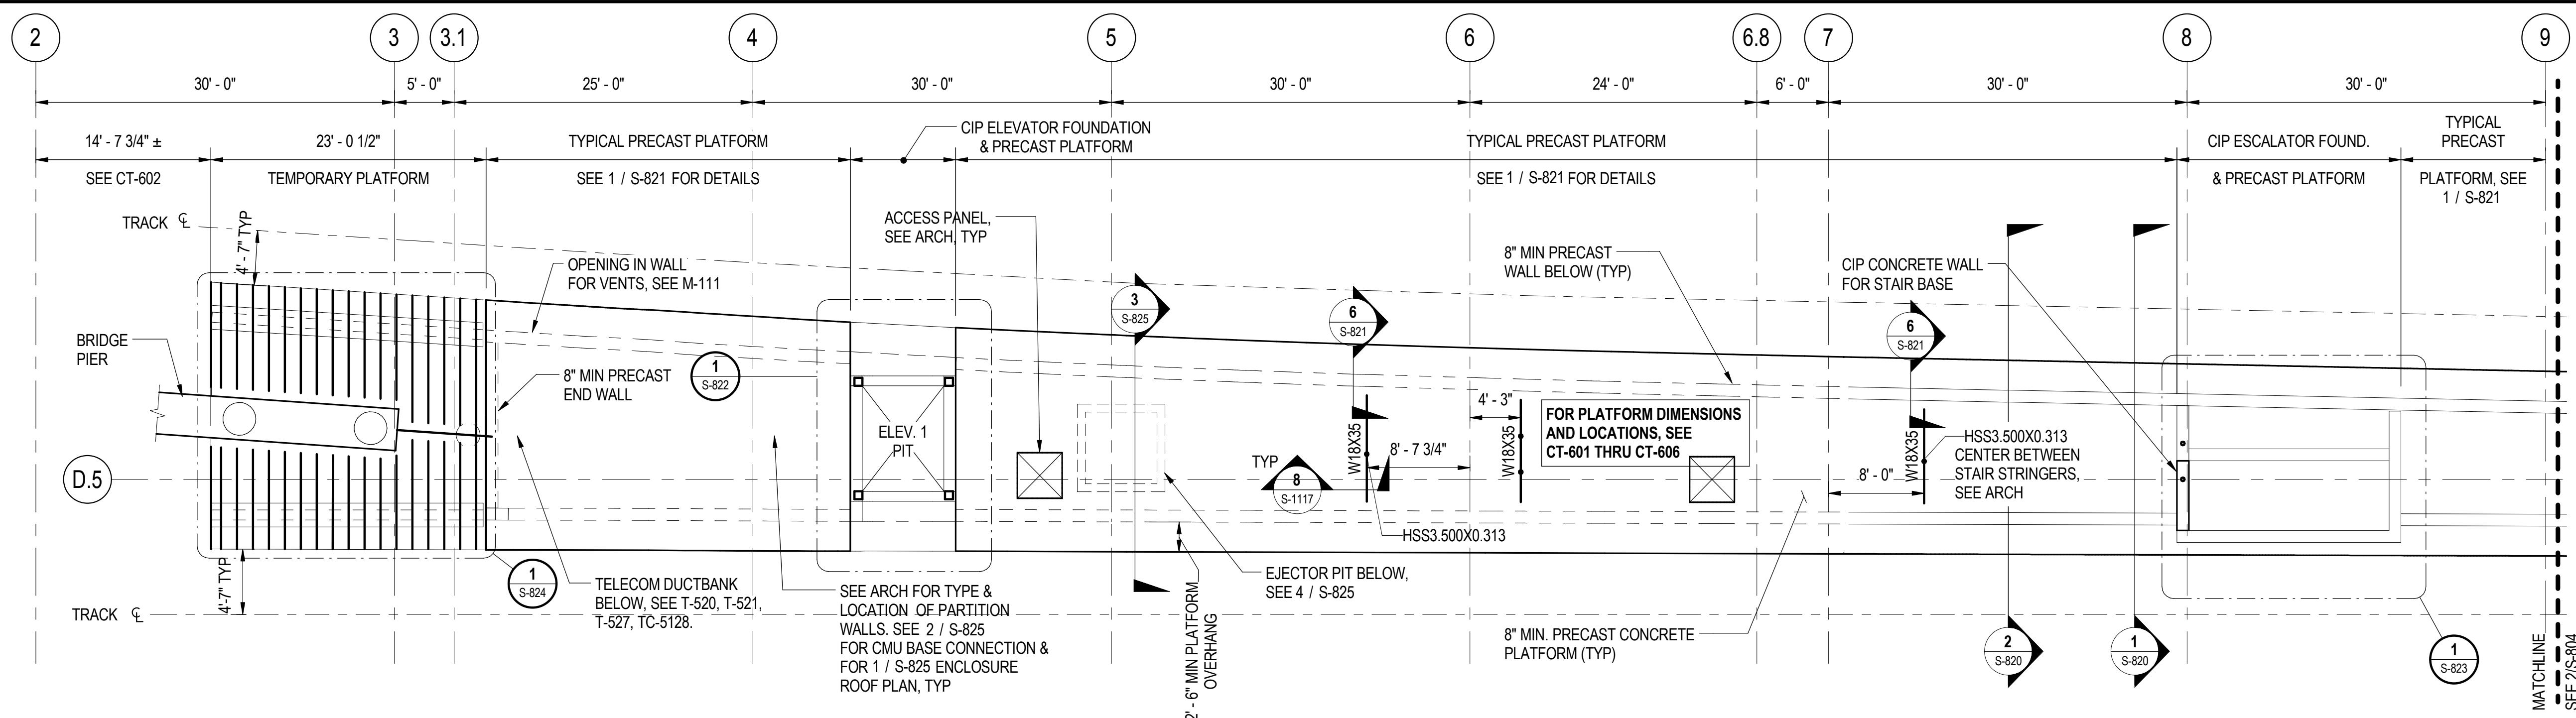 2
3
3.1
4
5
6
6.8
7
8
9
30' - 0"
5' - 0"
25' - 0"
30' - 0"
30' - 0"
24' - 0"
6' - 0"
30' - 0"
30' - 0"
14' - 7 3/4" ±
SEE CT-602
23' - 0 1/2"
TEMPORARY PLATFORM
TYPICAL PRECAST PLATFORM
SEE 1 / S-821 FOR DETAILS
CIP ELEVATOR FOUNDATION
& PRECAST PLATFORM
TYPICAL PRECAST PLATFORM
SEE 1 / S-821 FOR DETAILS
CIP ESCALATOR FOUND.
& PRECAST PLATFORM
TYPICAL
PRECAST
PLATFORM, SEE
1 / S-821
TRACK ℄
4' - 7" TYP
OPENING IN WALL
FOR VENTS, SEE M-111
ACCESS PANEL,
SEE ARCH, TYP
8" MIN PRECAST
WALL BELOW (TYP)
CIP CONCRETE WALL
FOR STAIR BASE
3
S-825
6
S-821
6
S-821
BRIDGE
PIER
8" MIN PRECAST
END WALL
1
S-822
ELEV. 1
PIT
D.5
TYP
8
S-1117
W18X35
8' - 7 3/4"
4' - 3"
W18X35
FOR PLATFORM DIMENSIONS
AND LOCATIONS, SEE
CT-601 THRU CT-606
8' - 0"
W18X35
HSS3.500X0.313
CENTER BETWEEN
STAIR STRINGERS,
SEE ARCH
HSS3.500X0.313
4'-7" TYP
TRACK ℄
1
S-824
TELECOM DUCTBANK
BELOW, SEE T-520, T-521,
T-527, TC-5128.
SEE ARCH FOR TYPE &
LOCATION OF PARTITION
WALLS. SEE 2 / S-825
FOR CMU BASE CONNECTION &
FOR 1 / S-825 ENCLOSURE
ROOF PLAN, TYP
2' - 6" MIN PLATFORM
OVERHANG
EJECTOR PIT BELOW,
SEE 4 / S-825
8" MIN. PRECAST CONCRETE
PLATFORM (TYP)
2
S-820
1
S-820
1
S-823
MATCHLINE
SEE 2/S-804